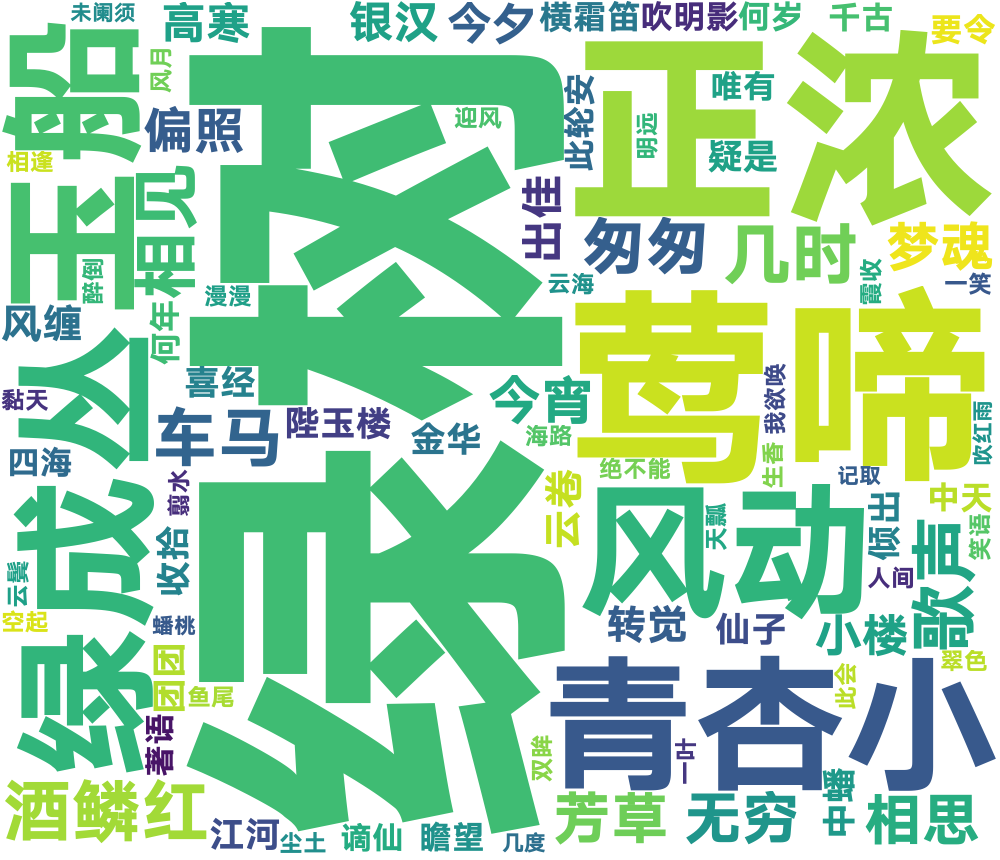 未阑须
高寒
银汉
今夕
横霜笛
吹明影
何岁
千古
要令
船
玉
风月
偏照
绿树
迎风
此轮安
正浓
唯有
明远
疑是
相逢
相见
出佳
匆匆
几时
梦魂
醉倒
漫漫
云海
霞收
一笑
风缠
何年
丛
莺啼
喜经
今宵
我欲唤
黏天
车马
陛玉楼
金华
海路
吹红雨
四海
绝不能
生香
记取
成
翦水
云卷
风动
天瓢
中天
倾出
歌声
笑语
收拾
云鬓
人间
空起
蟠桃
转觉
仙子
小楼
绿
团团
鱼尾
著语
青杏小
此会
翠色
双眸
一古
酒鳞红
江河
尘土
谪仙
瞻望
几度
芳草
无穷
中蟠
相思